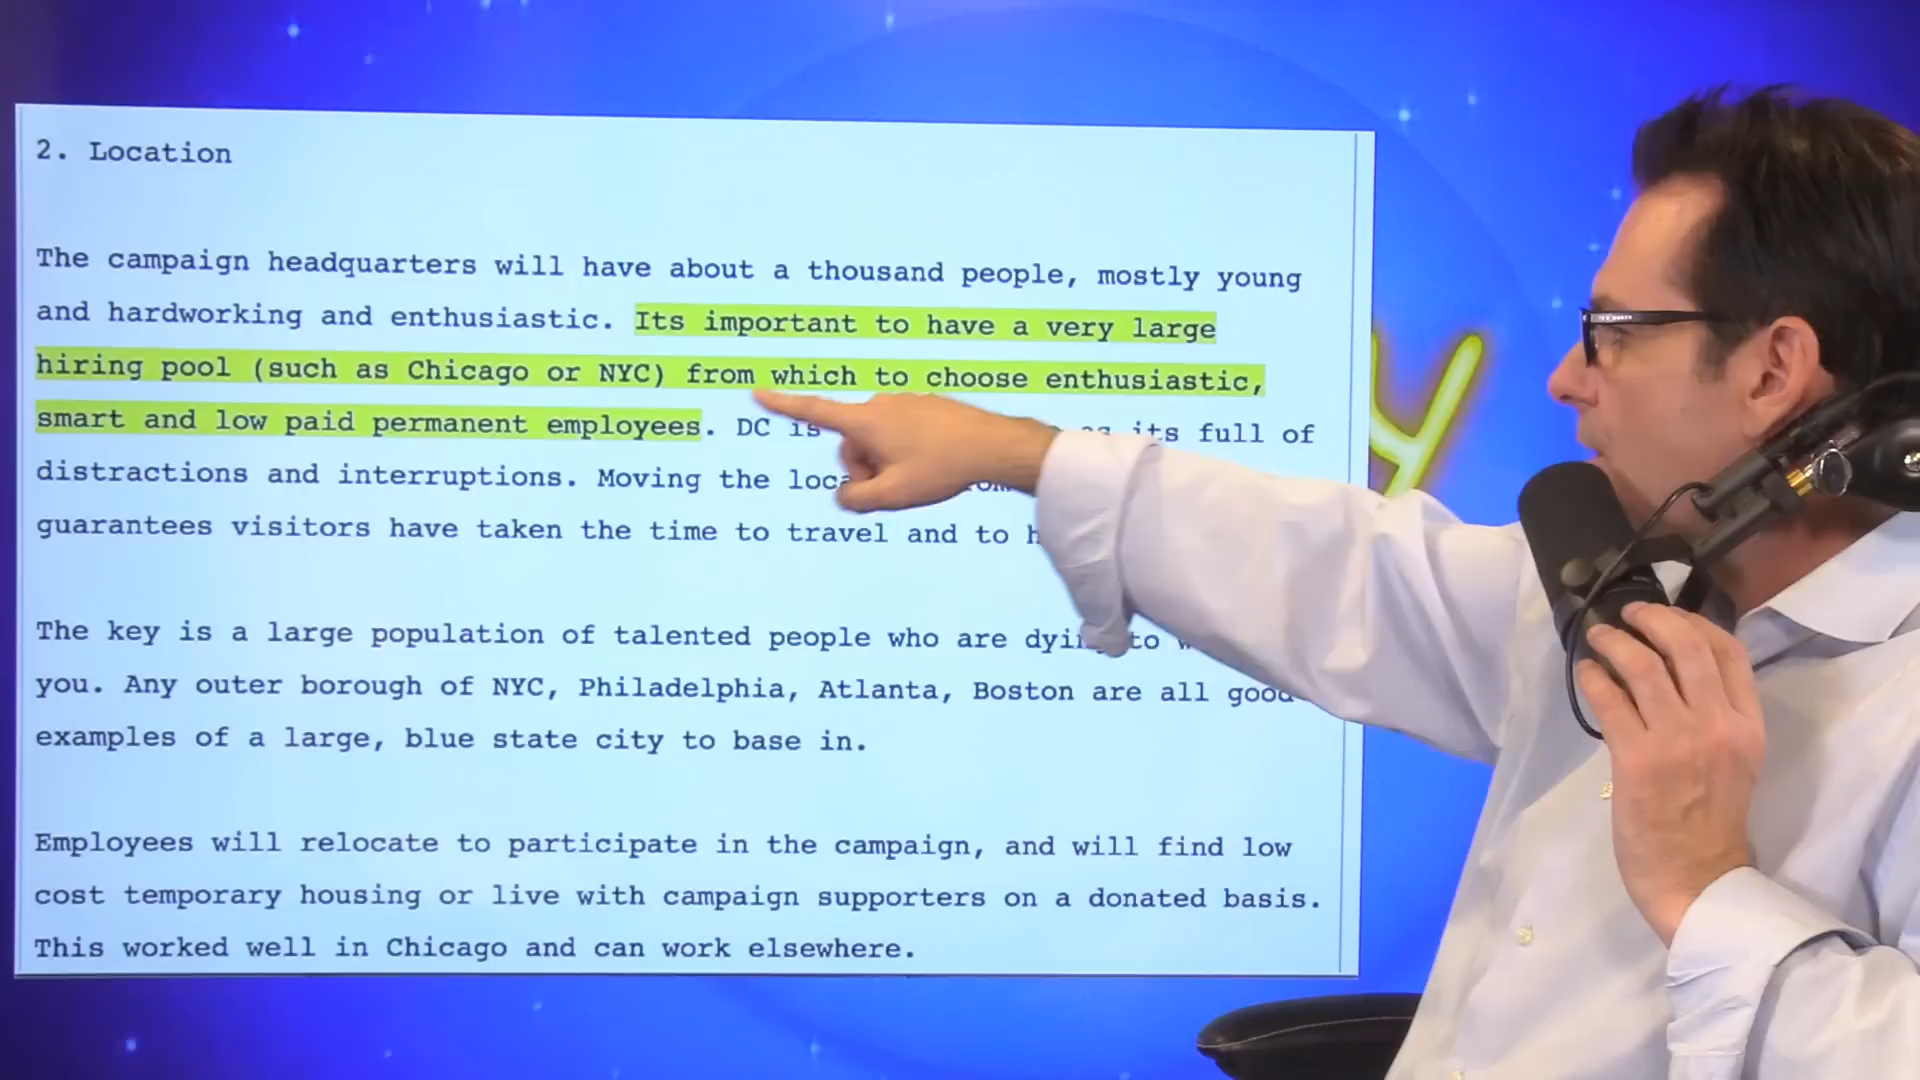 2. Location
The campaign headquarters will have about a thousand people, mostly young
and hardworking and enthusiastic. Its important to have a very large
hiring pool (such as Chicago or NYC) from which to choose enthusiastic,
smart and low paid permanent employees. DC is its full of
distractions and interruptions. Moving the
guarantees visitors have taken the time to travel and to
The key is a large population of talented people who are to
you. Any outer borough of NYC, Philadelphia, Atlanta, Boston are all good
examples of a large, blue state city to base in.
Employees will relocate to participate in the campaign, and will find low
cost temporary housing or live with campaign supporters on a donated basis.
This worked well in Chicago and can work elsewhere.